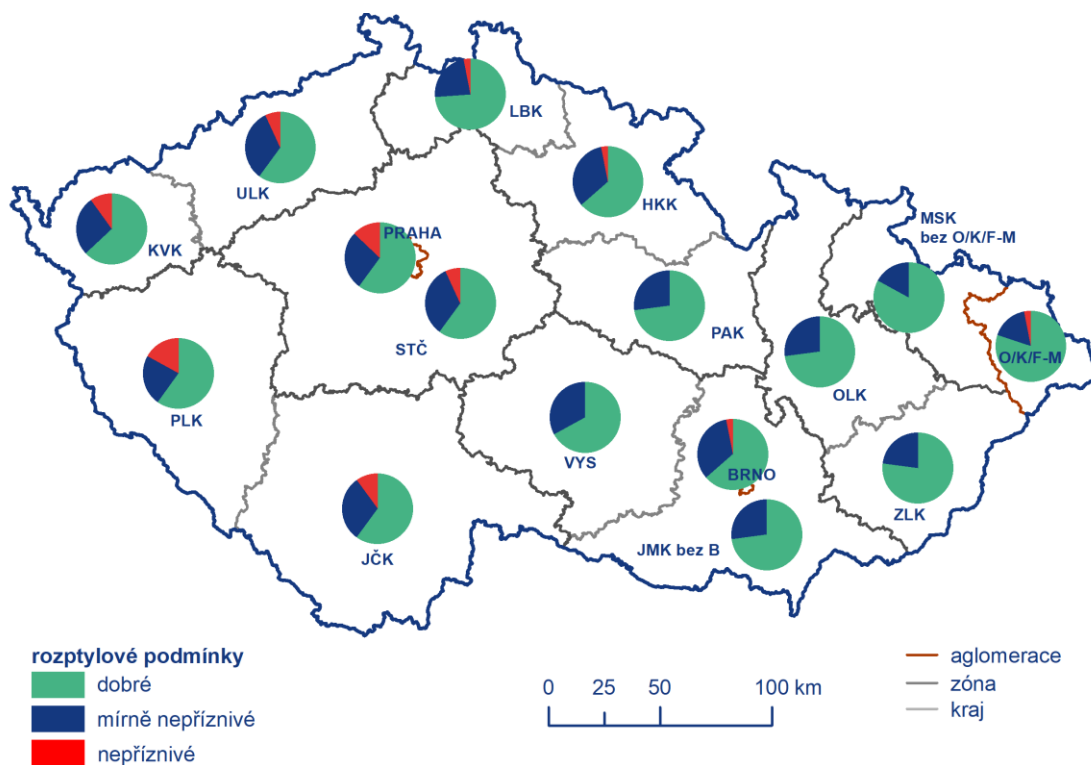 LBK
ULK
HKK
MSK
bez O/K/F-M
PRAHA
KVK
STČ
PAK
O/K/F-M
PLK
OLK
VYS
BRNO
ZLK
JČK
JMK bez B
rozptylové podmínky
dobré
mírně nepříznivé
nepříznivé
0 25 50 100 km
aglomerace
zóna
kraj